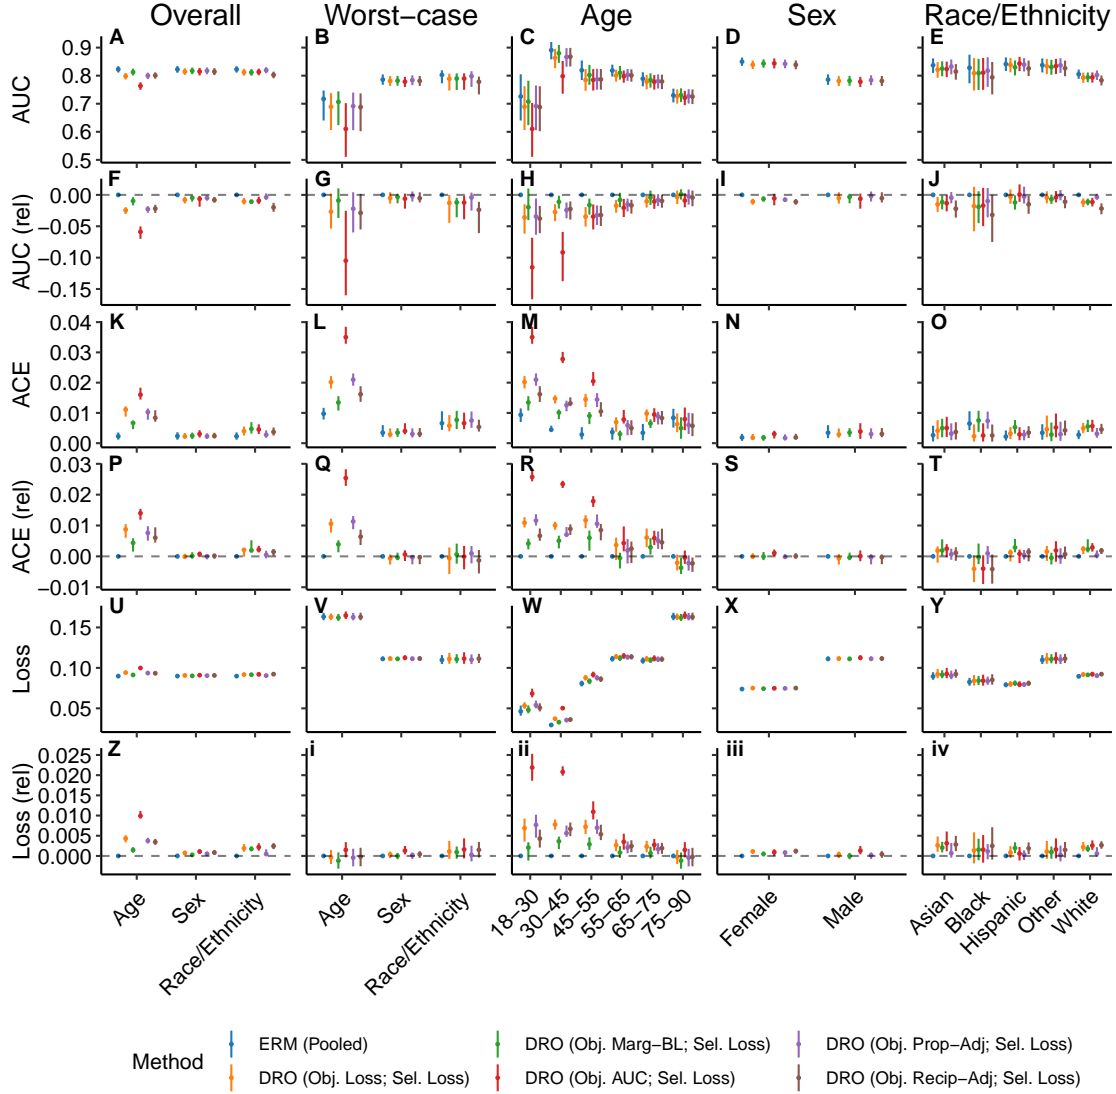 Overall Worst−case Age Sex Race/Ethnicity
A B C D E
AUC
0.9
0.8
0.7
0.6
0.5
F G H I J
AUC (rel)
0.00
−0.05
−0.10
−0.15
K L M N O
ACE
0.04
0.03
0.02
0.01
0.00
P Q R S T
ACE (rel)
0.03
0.02
0.01
0.00
−0.01
U V W X Y
Loss
0.15
0.10
0.05
Z i ii iii iv
Loss (rel)
0.025
0.020
0.015
0.010
0.005
0.000
Age Sex Race/Ethnicity Age Sex Race/Ethnicity 18−30 30−45 45−55 55−65 65−75 75−90 Female Male Asian Black Hispanic Other White
Method
ERM (Pooled) DRO (Obj. Marg−BL; Sel. Loss) DRO (Obj. Prop−Adj; Sel. Loss)
DRO (Obj. Loss; Sel. Loss) DRO (Obj. AUC; Sel. Loss) DRO (Obj. Recip−Adj; Sel. Loss)